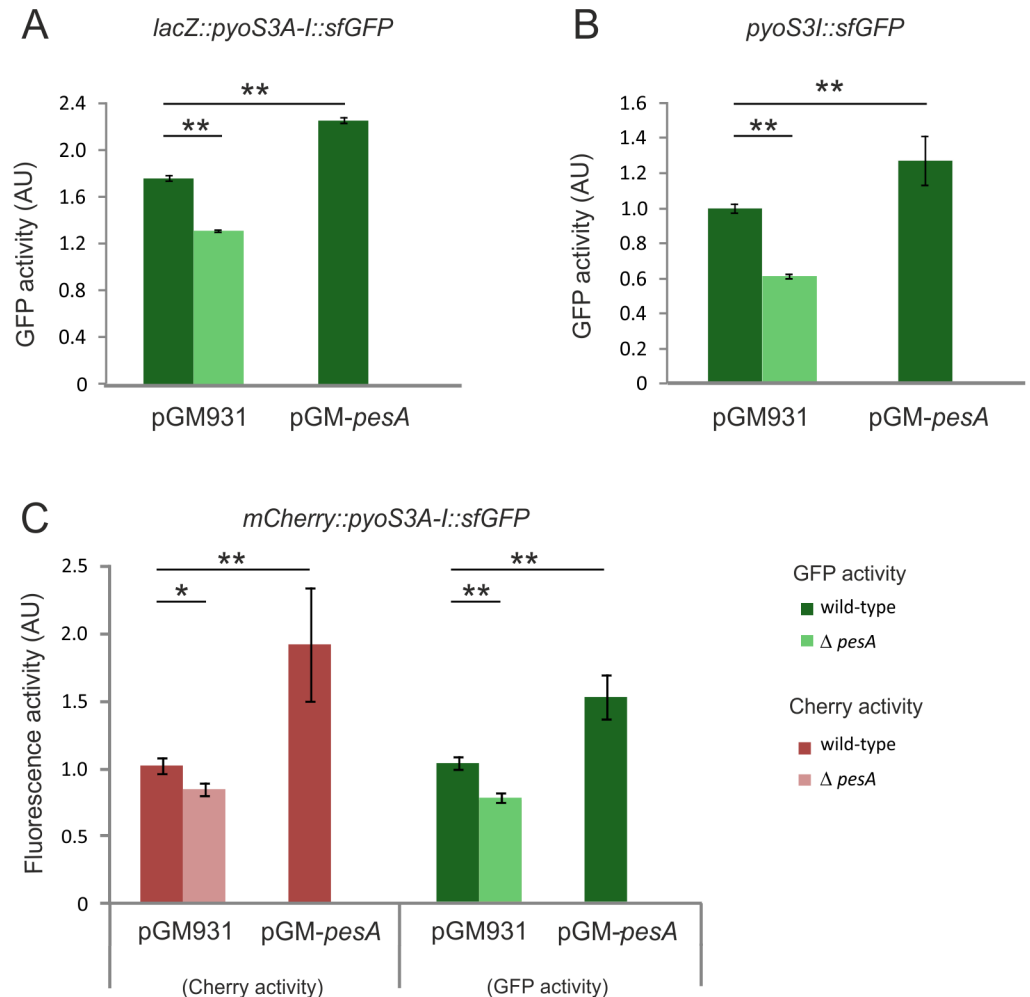 A
lacZ::pyoS3A-I::sfGFP
GFP activity (AU)
2.4
2.0
1.6
1.2
0.8
0.4
0
**
**
pGM931 pGM-pesA
B
pyoS3I::sfGFP
GFP activity (AU)
1.6
1.4
1.2
1.0
0.8
0.6
0.4
0.2
0
**
**
pGM931 pGM-pesA
C
mCherry::pyoS3A-I::sfGFP
Fluorescence activity (AU)
2.5
2.0
1.5
1.0
0.5
0
**
*
**
**
pGM931 pGM-pesA pGM931 pGM-pesA
(Cherry activity) (GFP activity)
GFP activity
wild-type
Δ pesA
Cherry activity
wild-type
Δ pesA